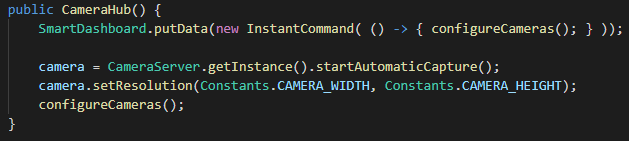 public CameraHub() {
SmartDashboard.putData(new InstantCommand( () -> { configureCameras(); } ));
camera = CameraServer.getInstance().startAutomaticCapture();
camera.setResolution(Constants.CAMERA_WIDTH, Constants.CAMERA_HEIGHT);
configureCameras();
}